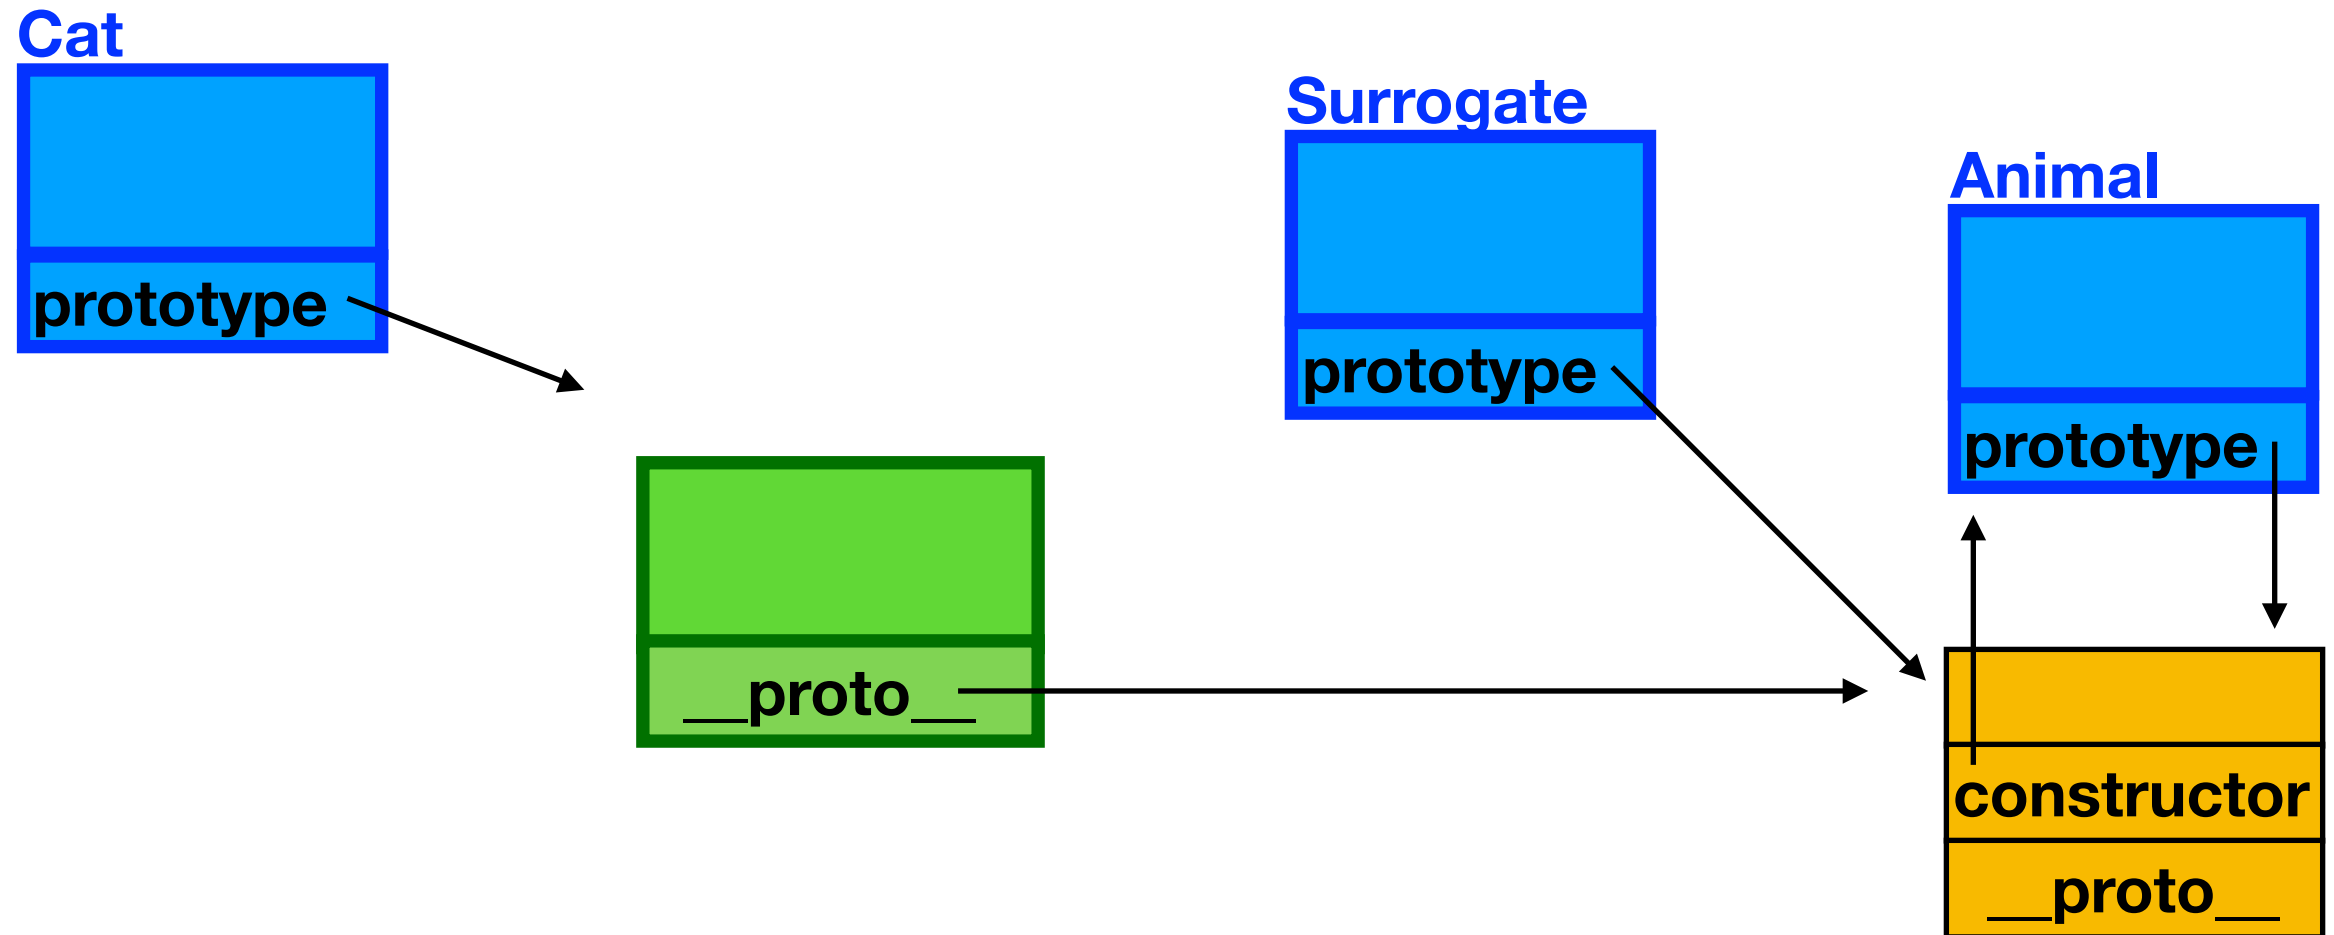 Cat
prototype
Surrogate
prototype
Animal
prototype
__proto__
constructor
__proto__